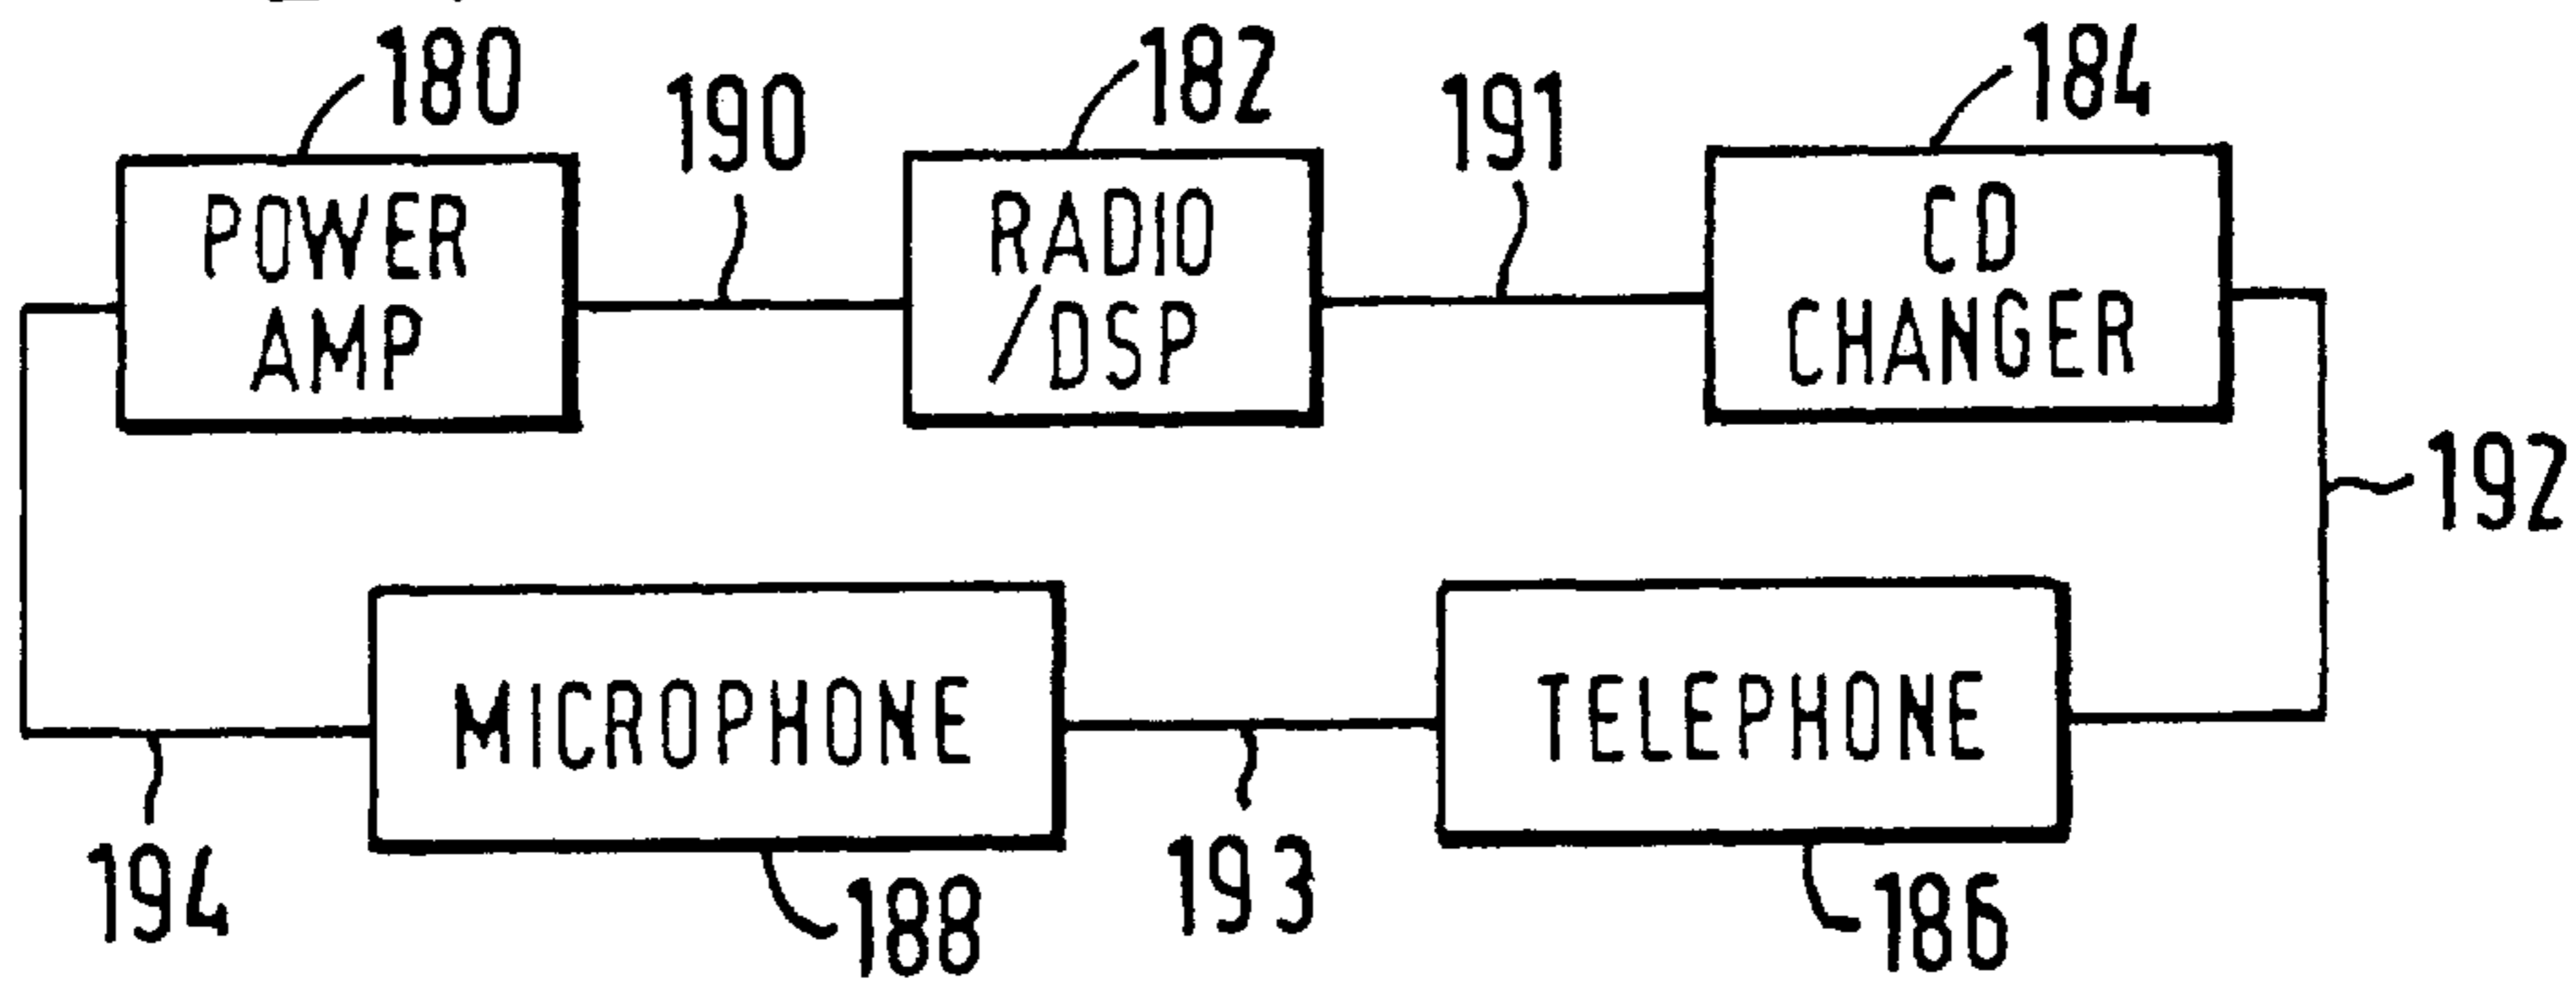 180
190
182
191
184
POWER
AMP
RADIO
/DSP
CD
CHANGER
192
MICROPHONE
TELEPHONE
194
188
193
186